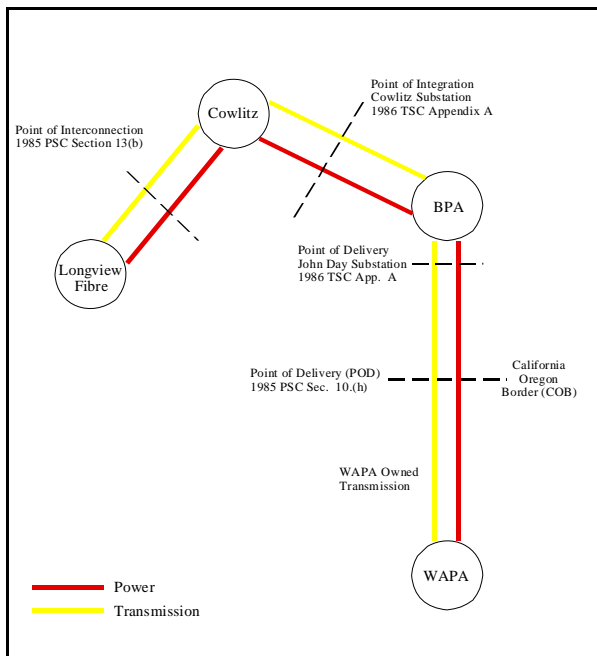 Point of Integration
Cowlitz Substation
1986 TSC Appendix A
Cowlitz
Point of Interconnection
1985 PSC Section 13(b)
BPA
Longview
Fibre
Point of Delivery
John Day Substation
1986 TSC App. A
Point of Delivery (POD)
1985 PSC Sec. 10.(h)
California
Oregon
Border (COB)
WAPA Owned
Transmission
WAPA
Power
Transmission